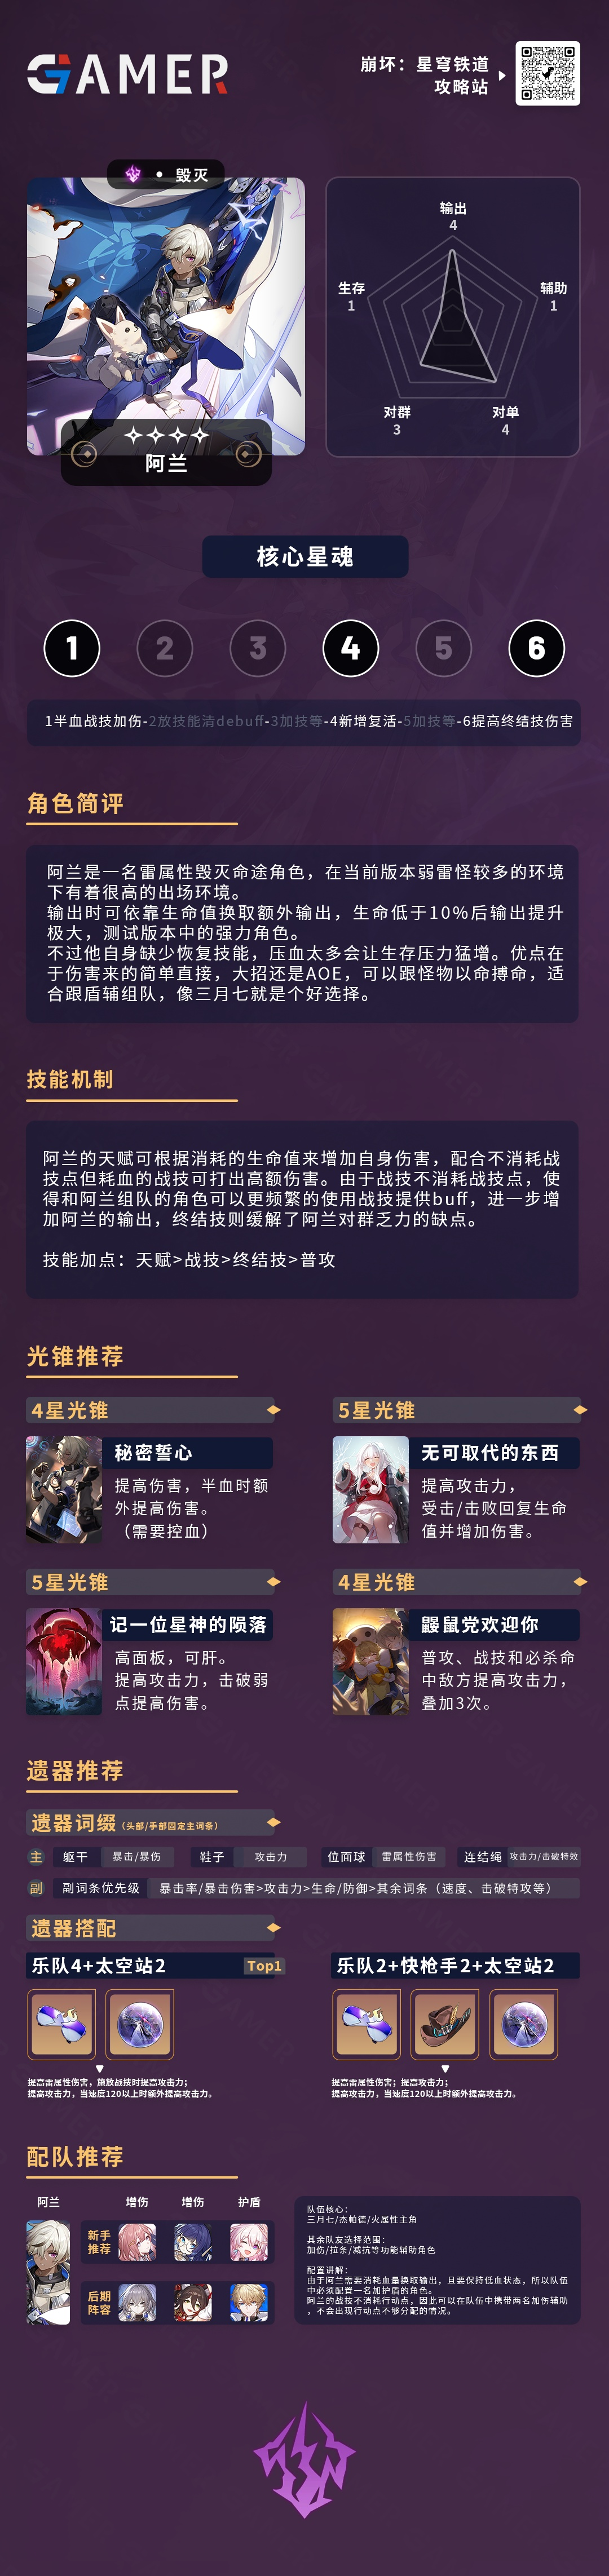 GAMER
崩坏：星穹铁道
攻略站
毁灭
阿兰
输出
4
生存
1
辅助
1
对群
3
对单
4
核心星魂
1 2 3 4 5 6
1半血战技加伤-2放技能清debuff-3加技等-4新增复活-5加技等-6提高终结技伤害
角色简评
阿兰是一名雷属性毁灭命途角色，在当前版本弱雷怪较多的环境
下有着很高的出场环境。
输出时可依靠生命值换取额外输出，生命低于10%后输出提升
极大，测试版本中的强力角色。
不过他自身缺少恢复技能，压血太多会让生存压力猛增。优点在
于伤害来的简单直接，大招还是AOE，可以跟怪物以命搏命，适
合跟盾辅组队，像三月七就是个好选择。
技能机制
阿兰的天赋可根据消耗的生命值来增加自身伤害，配合不消耗战
技点但耗血的战技可打出高额伤害。由于战技不消耗战技点，使
得和阿兰组队的角色可以更频繁的使用战技提供buff，进一步增
加阿兰的输出，终结技则缓解了阿兰对群乏力的缺点。
技能加点：天赋>战技>终结技>普攻
光锥推荐
4星光锥
秘密誓心
提高伤害，半血时额
外提高伤害。
（需要控血）
5星光锥
无可取代的东西
提高攻击力，
受击/击败回复生命
值并增加伤害。
5星光锥
记一位星神的陨落
高面板，可肝。
提高攻击力，击破弱
点提高伤害。
4星光锥
鼹鼠党欢迎你
普攻、战技和必杀命
中敌方提高攻击力，
叠加3次。
遗器推荐
遗器词缀（头部/手部固定主词条）
主 躯干 暴击/暴伤 鞋子 攻击力 位面球 雷属性伤害 连结绳 攻击力/击破特效
副 副词条优先级 暴击率/暴击伤害>攻击力>生命/防御>其余词条（速度、击破特攻等）
遗器搭配
乐队4+太空站2 Top1
提高雷属性伤害，施放战技时提高攻击力；
提高攻击力，当速度120以上时额外提高攻击力。
乐队2+快枪手2+太空站2
提高雷属性伤害；提高攻击力；
提高攻击力，当速度120以上时额外提高攻击力。
配队推荐
阿兰 增伤 增伤 护盾
新手
推荐
后期
阵容
队伍核心：
三月七/杰帕德/火属性主角
其余队友选择范围：
加伤/拉条/减抗等功能辅助角色
配置讲解：
由于阿兰需要消耗血量换取输出，且要保持低血状态，所以队伍
中必须配置一名加护盾的角色。
阿兰的战技不消耗行动点，因此可以在队伍中携带两名加伤辅助
，不会出现行动点不够分配的情况。